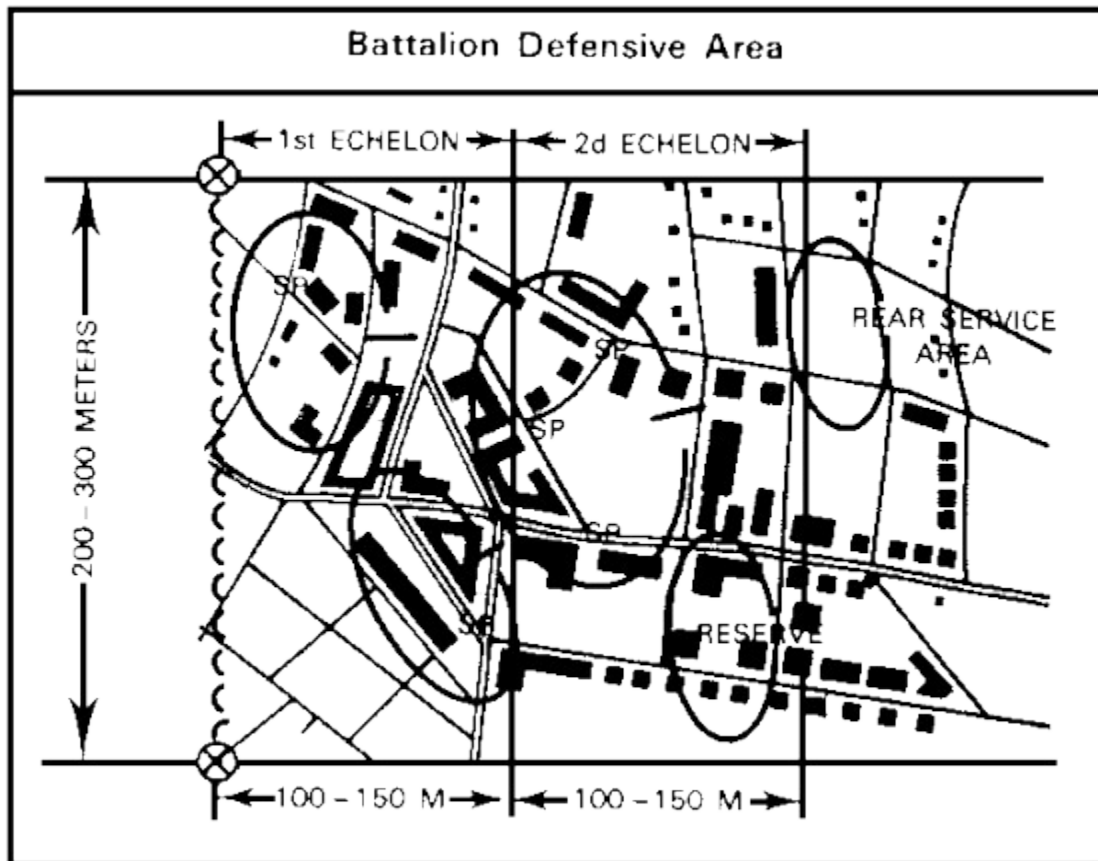 Battalion Defensive Area
1st ECHELON
2d ECHELON
200 - 300 METERS
SP
SP
REAR SERVICE
AREA
SP
SP
SP
RESERVE
100 - 150 M
100 - 150 M